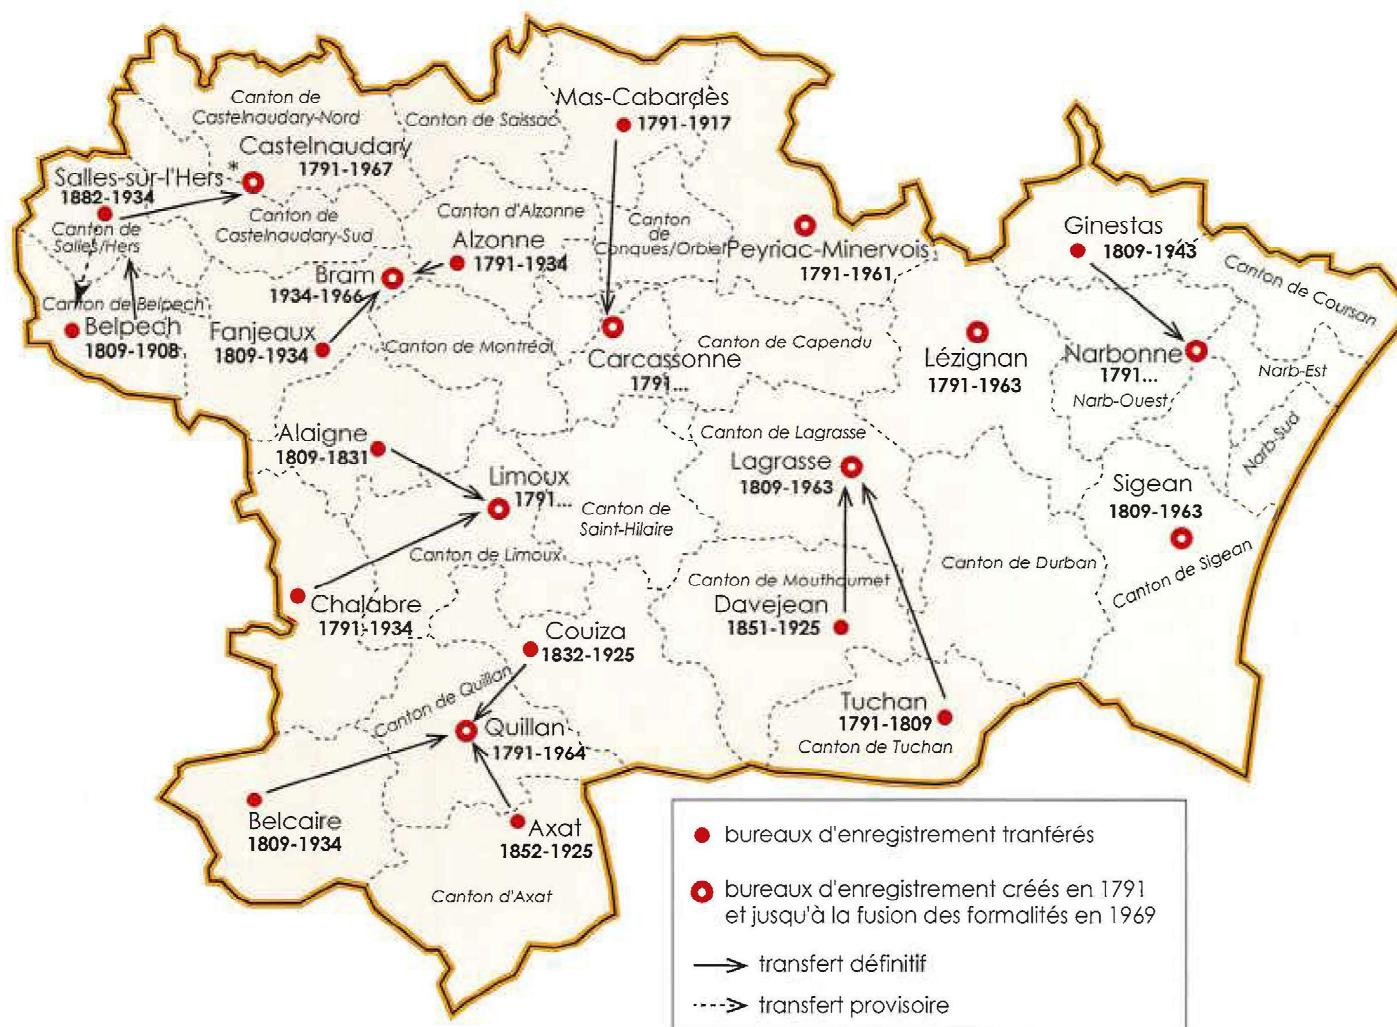 Canton de
Castelnaudary-Nord
Canton de Saissac
Mas-Cabardès
1791-1917
Castelnaudary
1791-1967
Salles-sur-l'Hers *
1882-1934
Canton de
Salles/Hers
Canton de
Castelnaudary-Sud
Canton d'Alzonne
Alzonne
1791-1934
Canton
de
Conques/Orbiel
Peyriac-Minervois
1791-1961
Ginestas
1809-1943
Canton de Coursan
Bram
1934-1966
Canton de Belpech
Belpech
1809-1908
Fanjeaux
1809-1934
Canton de Montréal
Carcassonne
1791...
Canton de Capendu
Lézignan
1791-1963
Narbonne
1791...
Narb-Ouest
Narb-Est
Narb-Sud
Alaigne
1809-1831
Limoux
1791...
Canton de Lagrasse
Lagrasse
1809-1963
Sigean
1809-1963
Canton de
Saint-Hilaire
Canton de Limoux
Canton de Durban
Canton de Sigean
Canton de Mouthoumet
Davejean
1851-1925
Chalabre
1791-1934
Couiza
1832-1925
Canton de Quillan
Quillan
1791-1964
Tuchan
1791-1809
Canton de Tuchan
Belcaire
1809-1934
Axat
1852-1925
Canton d'Axat
bureaux d'enregistrement tranférés
bureaux d'enregistrement créés en 1791
et jusqu'à la fusion des formalités en 1969
transfert définitif
transfert provisoire